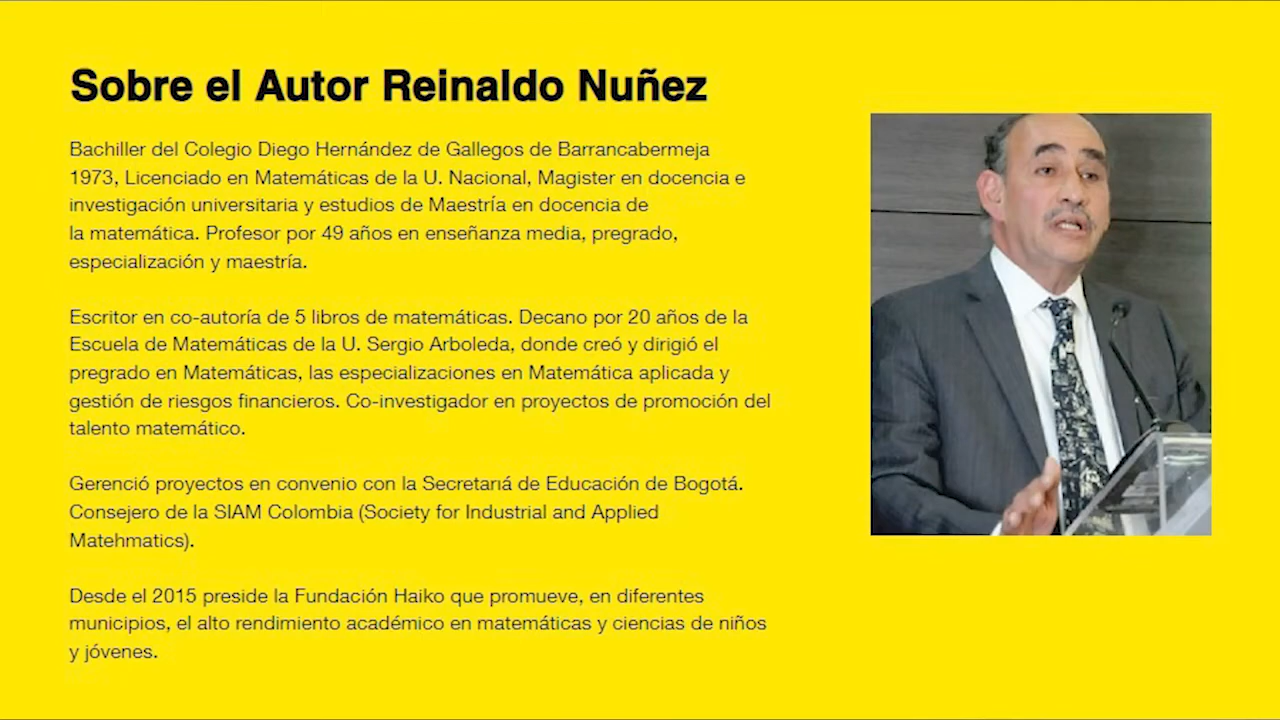 Sobre el Autor Reinaldo Nuñez
Bachiller del Colegio Diego Hernández de Gallegos de Barrancabermeja
1973, Licenciado en Matemáticas de la U. Nacional, Magister en docencia e
investigación universitaria y estudios de Maestría en docencia de
la matemática. Profesor por 49 años en enseñanza media, pregrado,
especialización y maestría.
Escritor en co-autoría de 5 libros de matemáticas. Decano por 20 años de la
Escuela de Matemáticas de la U. Sergio Arboleda, donde creó y dirigió el
pregrado en Matemáticas, las especializaciones en Matemática aplicada y
gestión de riesgos financieros. Co-investigador en proyectos de promoción del
talento matemático.
Gerenció proyectos en convenio con la Secretarıá de Educación de Bogotá.
Consejero de la SIAM Colombia (Society for Industrial and Applied
Matehmatics).
Desde el 2015 preside la Fundación Haiko que promueve, en diferentes
municipios, el alto rendimiento académico en matemáticas y ciencias de niños
y jóvenes.